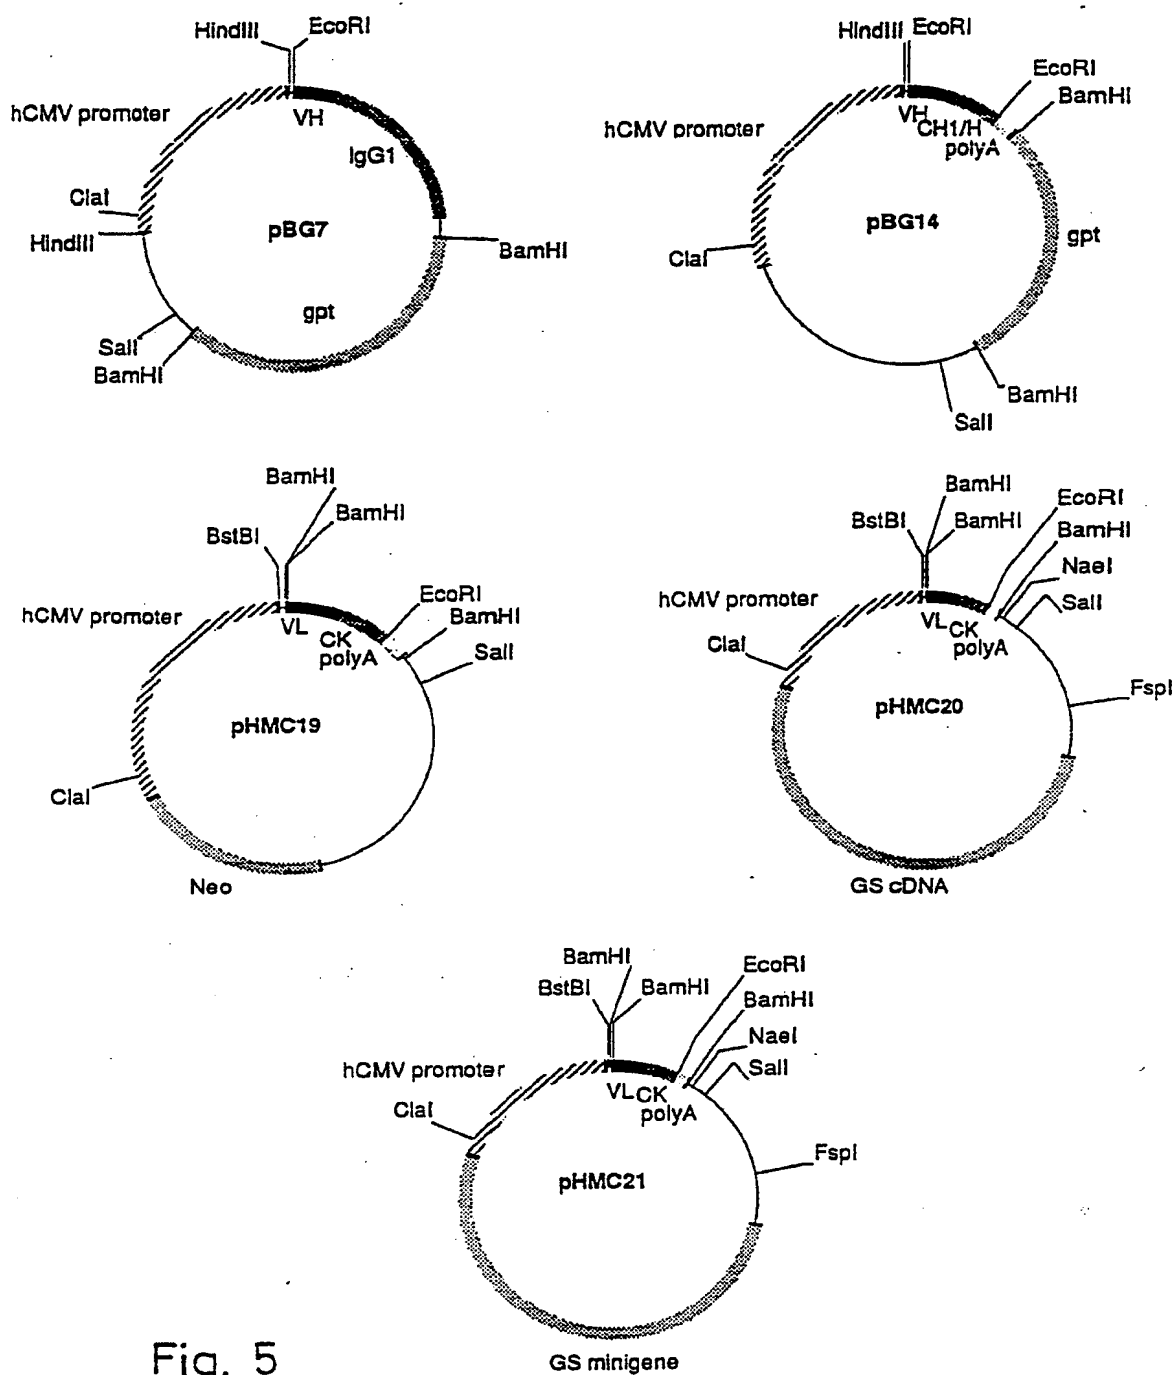 HindIII
EcoRI
hCMV promoter
VH
IgG1
ClaI
HindIII
pBG7
BamHI
gpt
SalI
BamHI
HindIII
EcoRI
EcoRI
BamHI
hCMV promoter
VH
CH1/H
polyA
pBG14
gpt
ClaI
BamHI
SalI
BamHI
BamHI
BstBI
EcoRI
hCMV promoter
BamHI
VL
CK
polyA
SalI
pHMC19
ClaI
Neo
BamHI
EcoRI
BstBI
BamHI
BamHI
NaeI
hCMV promoter
SalI
VL
CK
polyA
ClaI
FspI
pHMC20
GS cDNA
BamHI
EcoRI
BstBI
BamHI
BamHI
NaeI
hCMV promoter
SalI
VL
CK
polyA
ClaI
FspI
pHMC21
GS minigene
Fig. 5